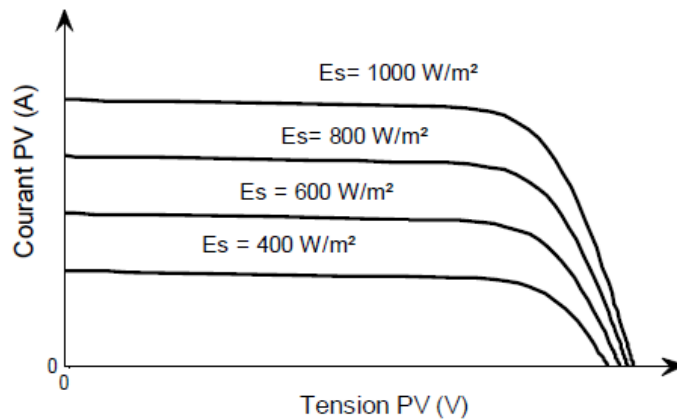 Es= 1000 W/m²
Es= 800 W/m²
Es = 600 W/m²
Es = 400 W/m²
Courant PV (A)
0
0
Tension PV (V)